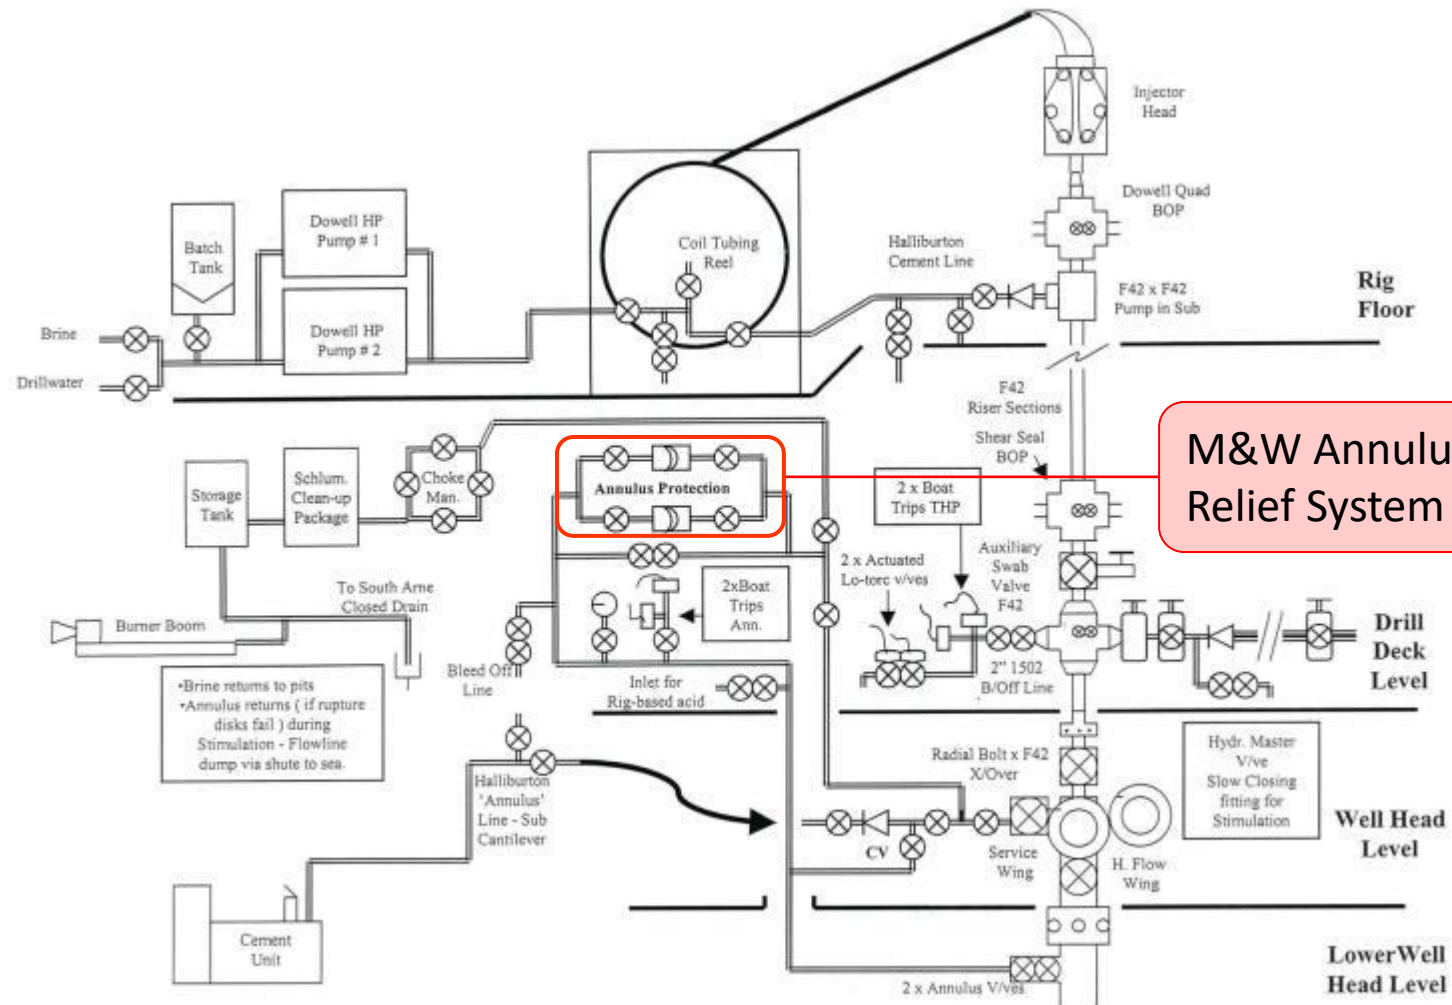 Injector
Head
Dowell Quad
BOP
Dowell HP
Pump # 1
Batch
Tank
Coil Tubing
Reel
Halliburton
Cement Line
F42 x F42
Pump in Sub
Rig
Floor
Dowell HP
Pump # 2
Brine
Drillwater
F42
Riser Sections
Shear Seal
BOP
M&W Annulu
Relief System
Storage
Tank
Schlum.
Clean-up
Package
Choke
Man.
Annulus Protection
2 x Boat
Trips THP
2 x Actuated
Lo-torc v/ves
Auxiliary
Swab
Valve
F42
To South Arne
Closed Drain
2xBoat
Trips
Ann.
Burner Boom
Drill
Deck
Level
Bleed Off
Line
Inlet for
Rig-based acid
2" 1502
B/Off Line
•Brine returns to pits
•Annulus returns ( if rupture
disks fail ) during
Stimulation - Flowline
dump via shute to sea.
Radial Bolt x F42
X/Over
Hydr. Master
V/ve
Slow Closing
fitting for
Stimulation
Halliburton
'Annulus'
Line - Sub
Cantilever
CV
Service
Wing
H. Flow
Wing
Well Head
Level
Cement
Unit
2 x Annulus V/ves
LowerWell
Head Level